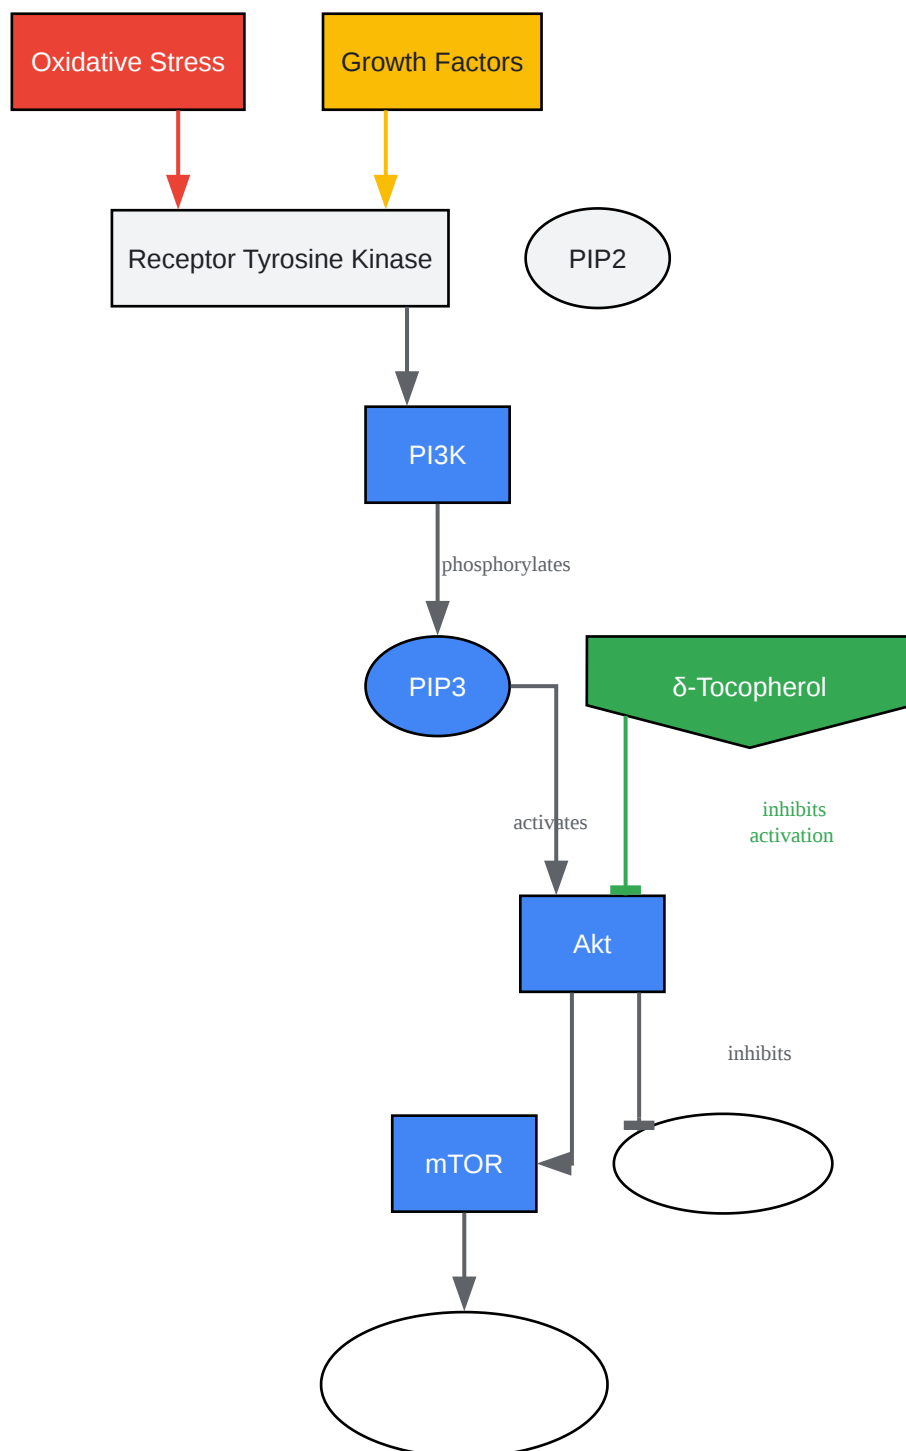 Oxidative Stress
Growth Factors
Receptor Tyrosine Kinase
PIP2
PI3K
phosphorylates
PIP3
δ-Tocopherol
inhibits
activation
activates
Akt
inhibits
mTOR